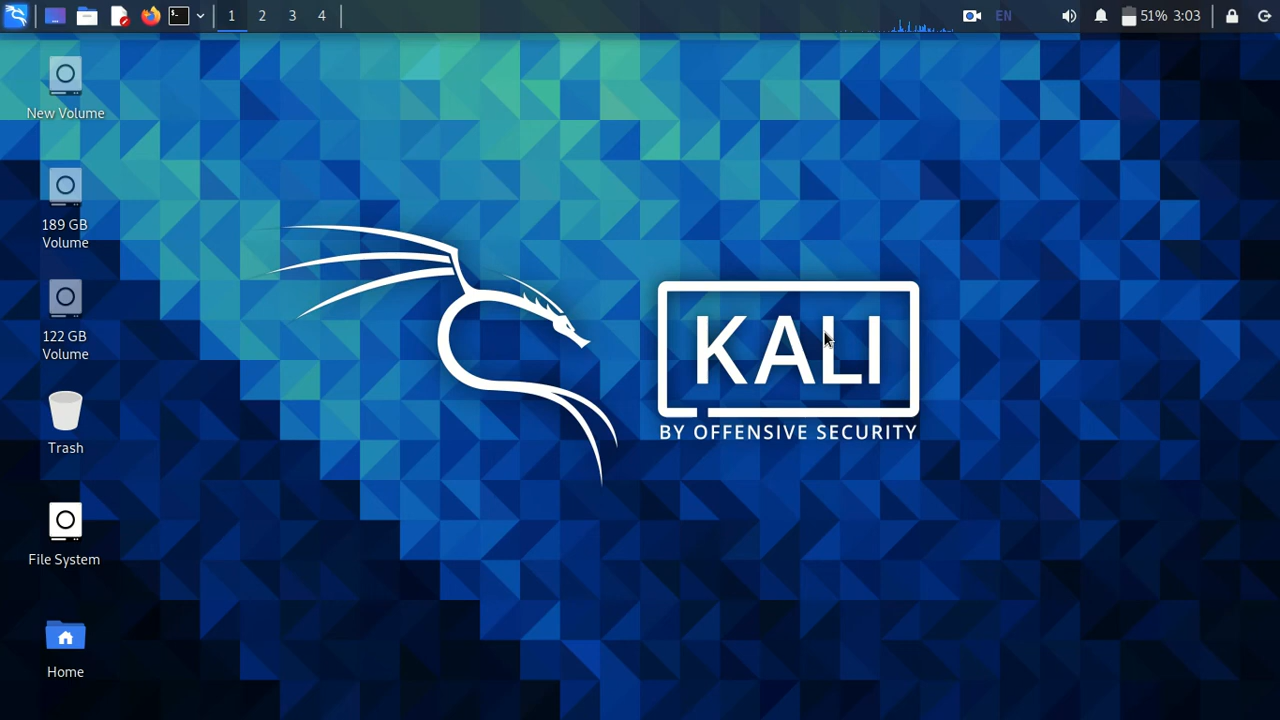 1 2 3 4
EN
51% 3:03
New Volume
189 GB
Volume
122 GB
Volume
Trash
File System
Home
KALI
BY OFFENSIVE SECURITY